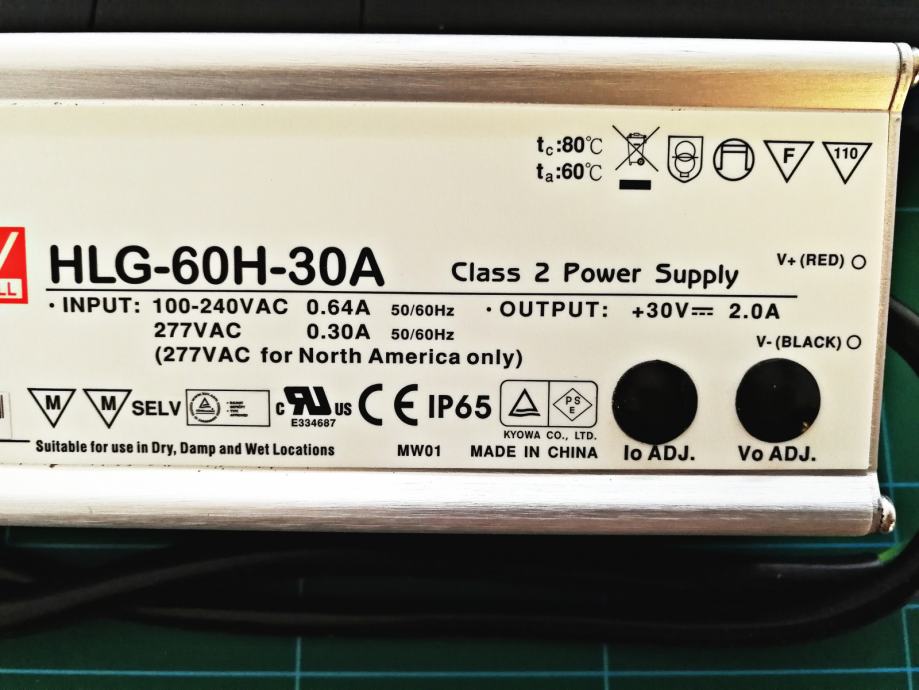 tc:80℃
ta:60℃
F
110
LL
HLG-60H-30A
Class 2 Power Supply
V+(RED)
· INPUT: 100-240VAC 0.64A 50/60Hz
277VAC 0.30A 50/60Hz
(277VAC for North America only)
· OUTPUT: +30V⎓ 2.0A
V-(BLACK)
M
M
SELV
c RU US
E334687
CE
IP65
PS
E
KYOWA CO., LTD.
Suitable for use in Dry, Damp and Wet Locations
MW01
MADE IN CHINA
Io ADJ.
Vo ADJ.